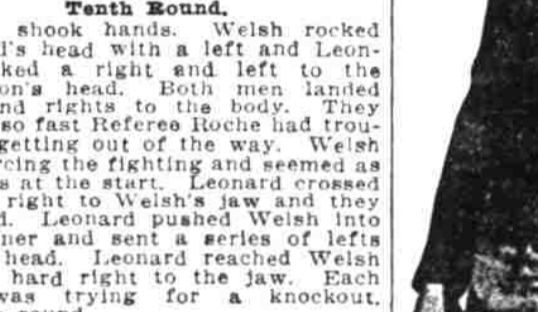 Tenth Round.
shook hands. Welsh rocked
l's head with a left and Leon-
ked a right and left to the
on's head. Both men landed
nd rights to the body. They
so fast Referee Roche had trou-
getting out of the way. Welsh
rcing the fighting and seemed as
s at the start. Leonard crossed
right to Welsh's jaw and they
d. Leonard pushed Welsh into
ner and sent a series of lefts
head. Leonard reached Welsh
hard right to the jaw. Each
was trying for a knockout.
round